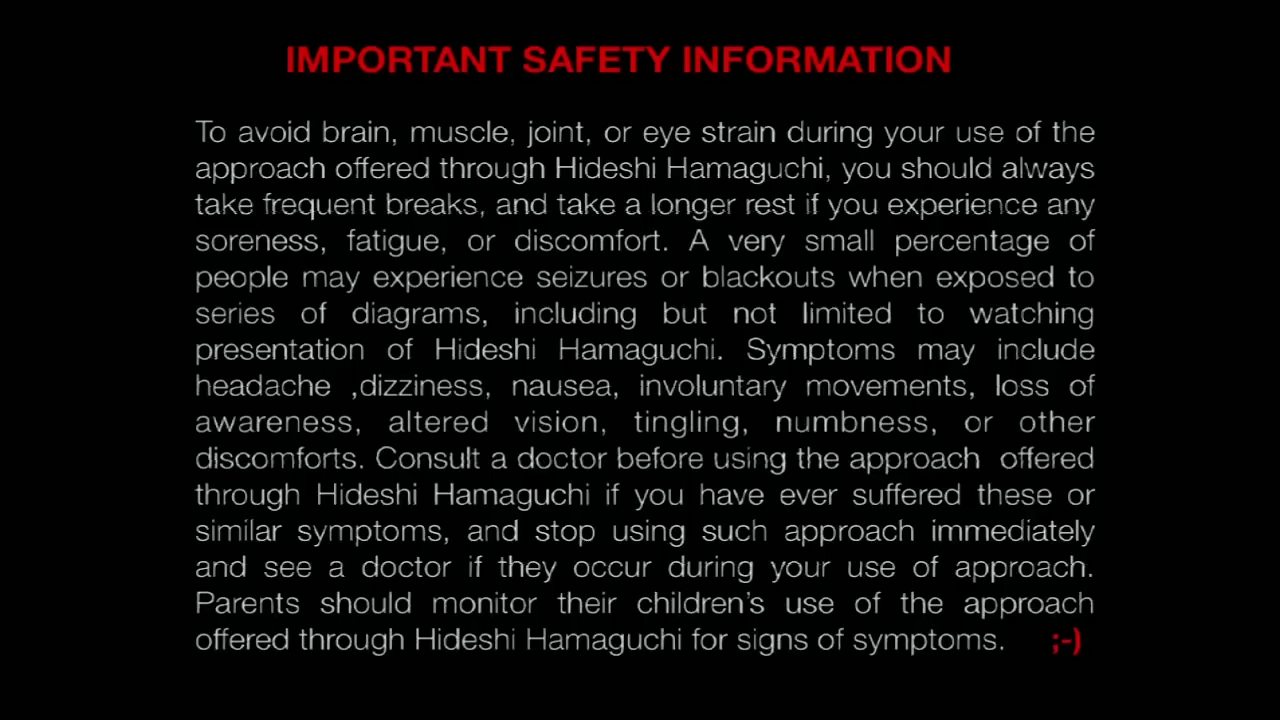 IMPORTANT SAFETY INFORMATION
To avoid brain, muscle, joint, or eye strain during your use of the
approach offered through Hideshi Hamaguchi, you should always
take frequent breaks, and take a longer rest if you experience any
soreness, fatigue, or discomfort. A very small percentage of
people may experience seizures or blackouts when exposed to
series of diagrams, including but not limited to watching
presentation of Hideshi Hamaguchi. Symptoms may include
headache ,dizziness, nausea, involuntary movements, loss of
awareness, altered vision, tingling, numbness, or other
discomforts. Consult a doctor before using the approach offered
through Hideshi Hamaguchi if you have ever suffered these or
similar symptoms, and stop using such approach immediately
and see a doctor if they occur during your use of approach.
Parents should monitor their children's use of the approach
offered through Hideshi Hamaguchi for signs of symptoms. ;-)